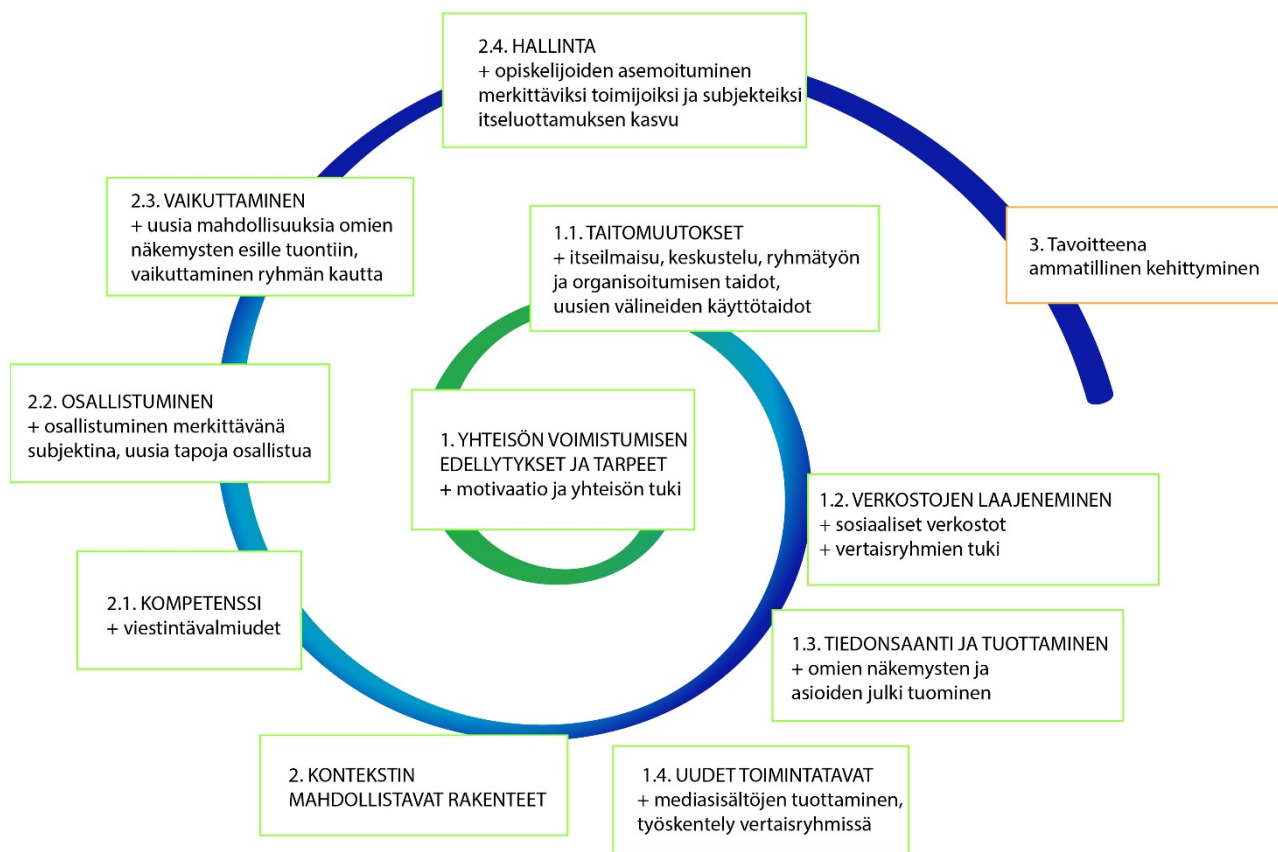 2.4. HALLINTA
+ opiskelijoiden asemoituminen
merkittäviksi toimijoiksi ja subjekteiksi
itseluottamuksen kasvu
2.3. VAIKUTTAMINEN
+ uusia mahdollisuuksia omien
näkemysten esille tuontiin,
vaikuttaminen ryhmän kautta
1.1. TAITOMUUTOKSET
+ itseilmaisu, keskustelu, ryhmätyön
ja organisoitumisen taidot,
uusien välineiden käyttötaidot
3. Tavoitteena
ammatillinen kehittyminen
2.2. OSALLISTUMINEN
+ osallistuminen merkittävänä
subjektina, uusia tapoja osallistua
1. YHTEISÖN VOIMISTUMISEN
EDELLYTYKSET JA TARPEET
+ motivaatio ja yhteisön tuki
1.2. VERKOSTOJEN LAAJENEMINEN
+ sosiaaliset verkostot
+ vertaisryhmien tuki
2.1. KOMPETENSSI
+ viestintävalmiudet
1.3. TIEDONSAANTI JA TUOTTAMINEN
+ omien näkemysten ja
asioiden julki tuominen
2. KONTEKSTIN
MAHDOLLISTAVAT RAKENTEET
1.4. UUDET TOIMINTATAVAT
+ mediasisältöjen tuottaminen,
työskentely vertaisryhmissä